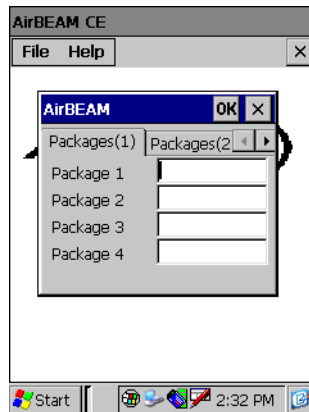 AirBEAM CE
File Help
AirBEAM OK
Packages(1) Packages(2
Package 1
Package 2
Package 3
Package 4
Start 2:32 PM